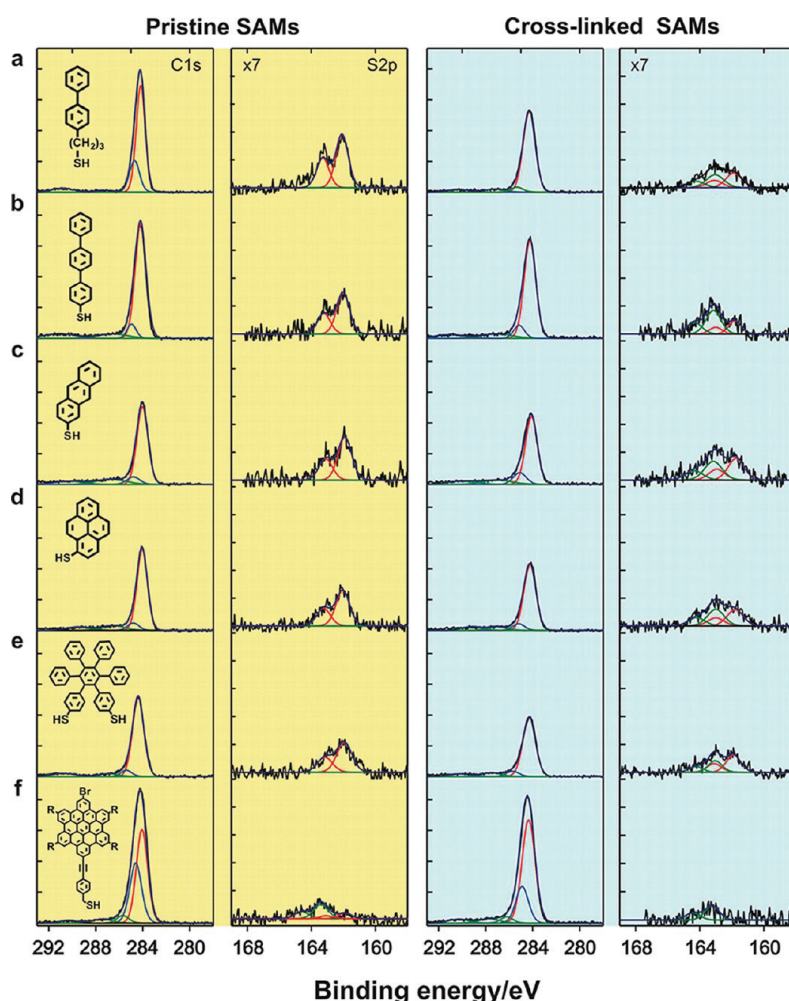 Pristine SAMs Cross-linked SAMs
a C1s x7 S2p x7
(CH₂)₃
SH
b
SH
c
SH
d
HS
e
HS SH
f Br
R R
R R
SH
292 288 284 280 168 164 160 292 288 284 280 168 164 160
Binding energy/eV